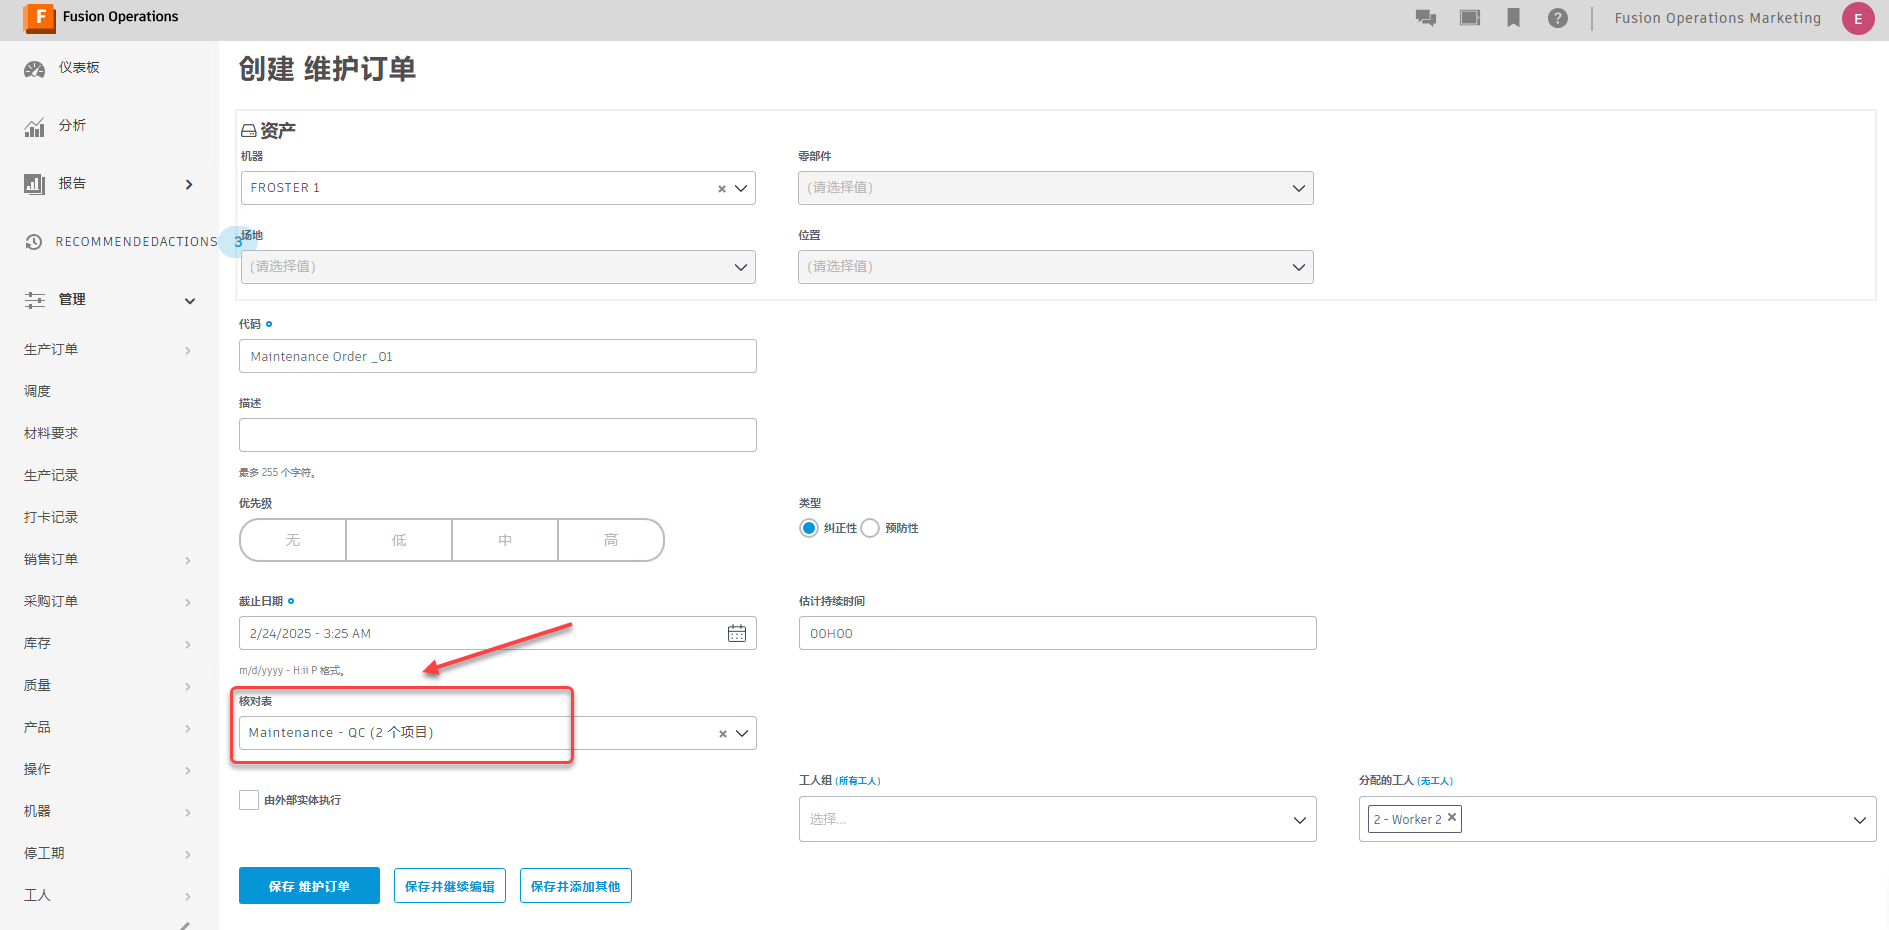 F Fusion Operations
Fusion Operations Marketing
E
仪表板
分析
报告
RECOMMENDEDACTIONS 3
管理
生产订单
调度
材料要求
生产记录
打卡记录
销售订单
采购订单
库存
质量
产品
操作
机器
停工期
工人
创建 维护订单
资产
机器
零部件
FROSTER 1
(请选择值)
场地
位置
(请选择值)
(请选择值)
代码
Maintenance Order _01
描述
最多 255 个字符。
优先级
类型
无 低 中 高
纠正性 预防性
截止日期
估计持续时间
2/24/2025 - 3:25 AM
00H00
m/d/yyyy - H:ii P 格式。
核对表
Maintenance - QC (2 个项目)
工人组 (所有工人)
分配的工人 (无工人)
由外部实体执行
选择...
2 - Worker 2
保存 维护订单
保存并继续编辑
保存并添加其他